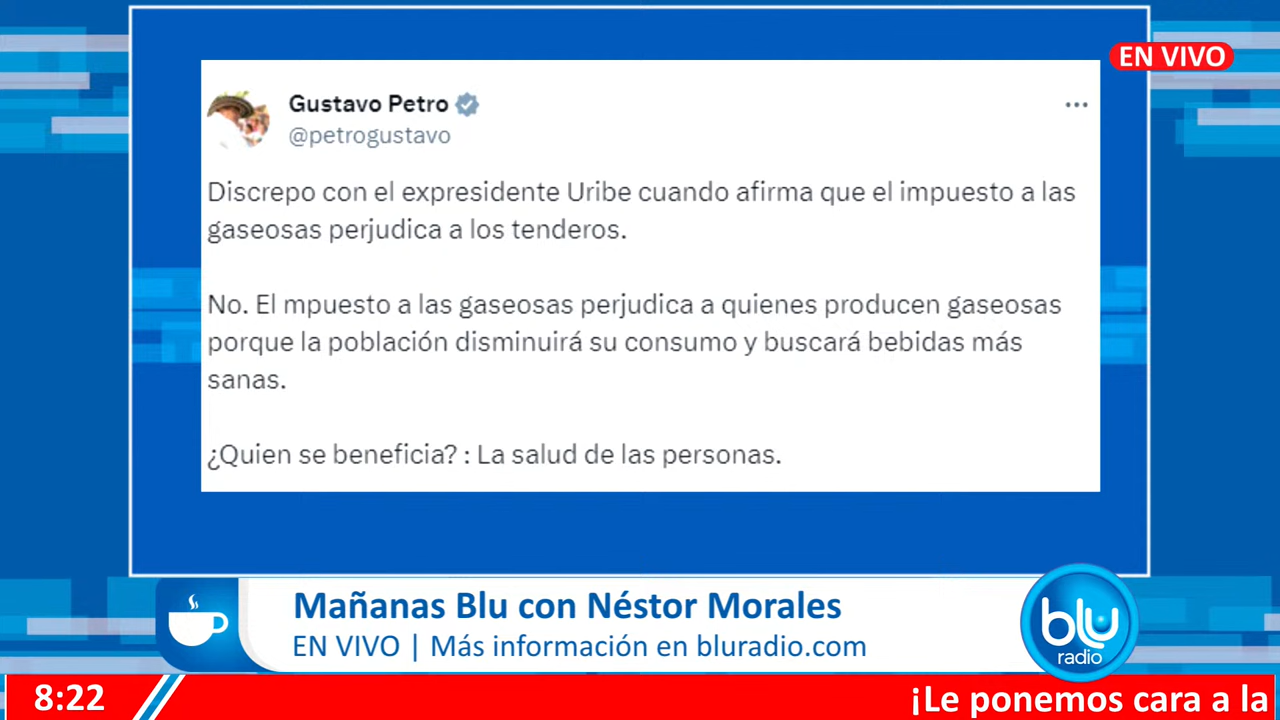 EN VIVO
Gustavo Petro
@petrogustavo
Discrepo con el expresidente Uribe cuando afirma que el impuesto a las
gaseosas perjudica a los tenderos.
No. El mpuesto a las gaseosas perjudica a quienes producen gaseosas
porque la población disminuirá su consumo y buscará bebidas más
sanas.
¿Quien se beneficia? : La salud de las personas.
Mañanas Blu con Néstor Morales
EN VIVO | Más información en bluradio.com
blu
radio
8:22
¡Le ponemos cara a la